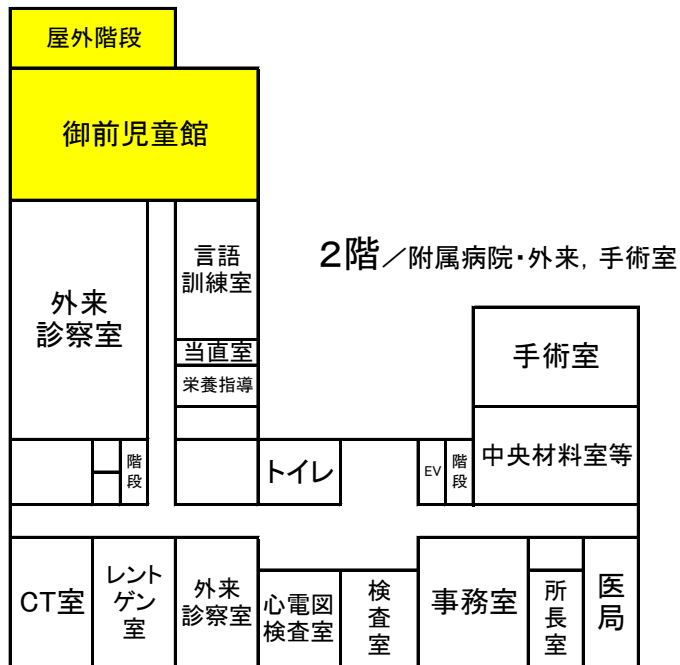 屋外階段
御前児童館
2階/附属病院・外来, 手術室
言語
訓練室
外来
診察室
当直室
栄養指導
手術室
中央材料室等
階
段
トイレ
EV
階
段
CT室
レント
ゲン
室
外来
診察室
心電図
検査室
検
査
室
事務室
所
長
室
医
局